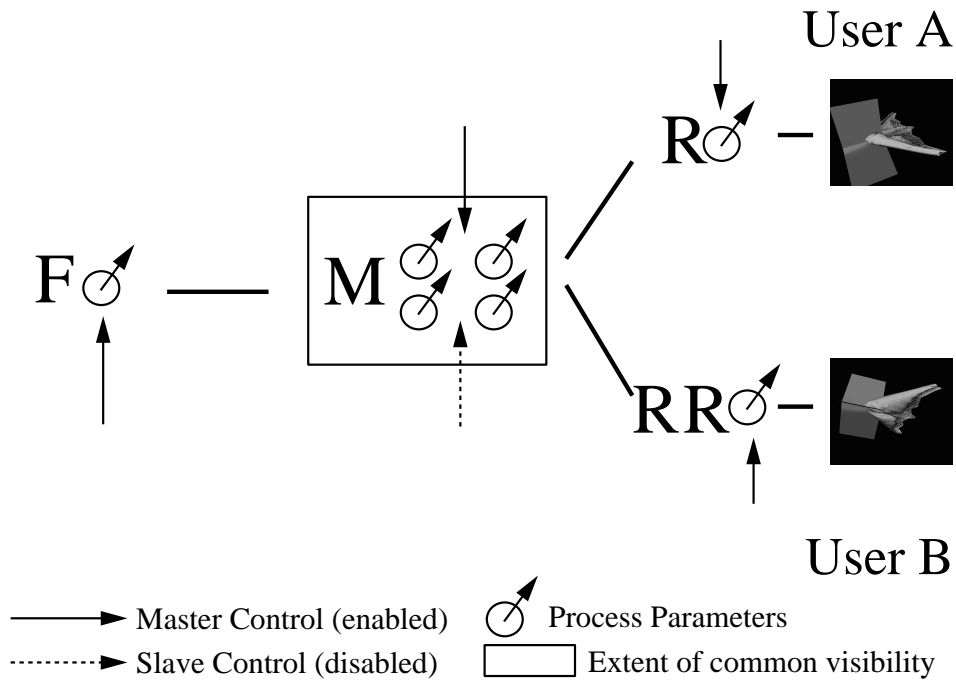 User A
R
F
M
RR
User B
Master Control (enabled)
Process Parameters
Slave Control (disabled)
Extent of common visibility